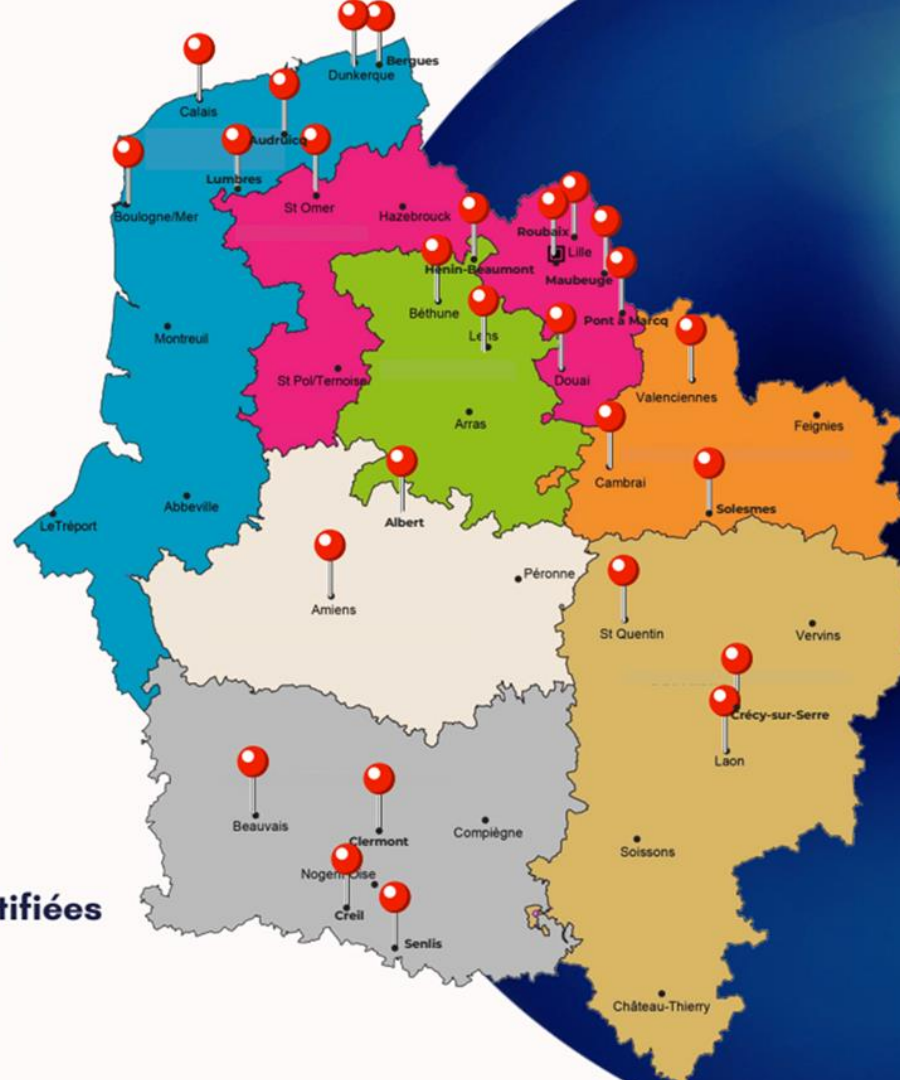 Bergues
Dunkerque
Calais
Audruicq
Lumbres
St Omer
Boulogne/Mer
Hazebrouck
Roubaix
Lille
Hénin-Beaumont
Maubeuge
Béthune
Pont à Marcq
Lens
Montreuil
St Pol/Ternoise
Douai
Valenciennes
Arras
Feignies
Cambrai
Abbeville
Solesmes
LeTréport
Albert
Péronne
Amiens
St Quentin
Vervins
Crécy-sur-Serre
Laon
Beauvais
Compiègne
Clermont
Soissons
Nogent Oise
tifiées
Creil
Senlis
Château-Thierry